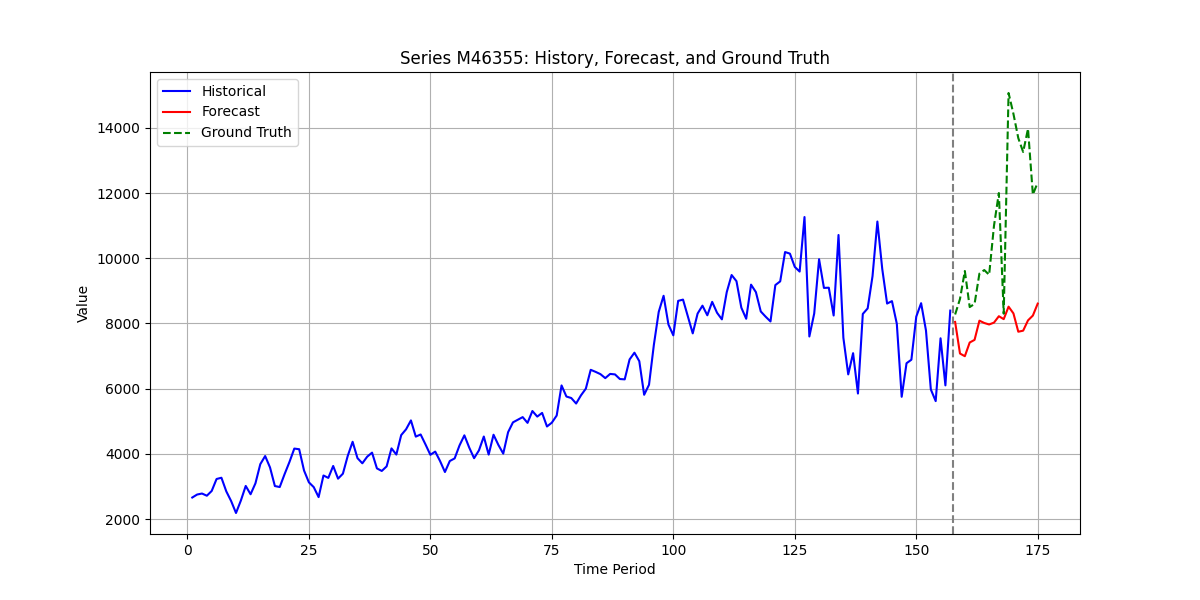 Series M46355: History, Forecast, and Ground Truth
Historical
Forecast
Ground Truth
14000
12000
10000
8000
6000
4000
2000
Value
0 25 50 75 100 125 150 175
Time Period